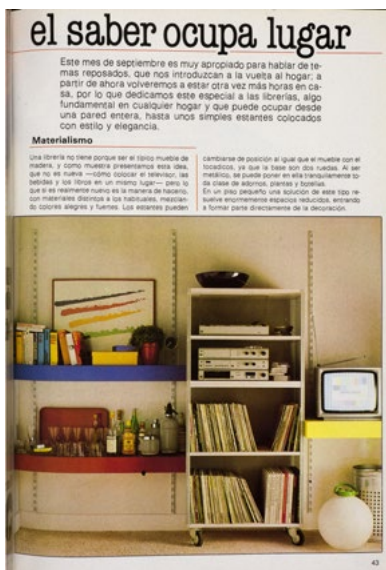 el saber ocupa lugar
Este mes de septiembre es muy apropiado para hablar de te-
mas reposados, que nos introduzcan a la vuelta al hogar; a
partir de ahora volveremos a estar otra vez más horas en ca-
sa, por lo que dedicamos este especial a las librerías, algo
fundamental en cualquier hogar y que puede ocupar desde
una pared entera, hasta unos simples estantes colocados
con estilo y elegancia.
Materialismo
Una librería no tiene porque ser el típico mueble de
madera, y como muestra presentamos esta idea,
que no es nueva —cómo colocar el televisor, las
bebidas y los libros en un mismo lugar— pero lo
que sí es realmente nuevo es la manera de hacerlo,
con materiales distintos a los habituales, mezclan-
do colores alegres y fuertes. Los estantes pueden
cambiarse de posición al igual que el mueble con el
tocadiscos, ya que la base son dos ruedas. Al ser
metálico, se puede poner en ella tranquilamente to-
da clase de adornos, plantas y botellas.
En un piso pequeño una solución de este tipo re-
suelve enormemente espacios reducidos, entrando
a formar parte directamente de la decoración.
43